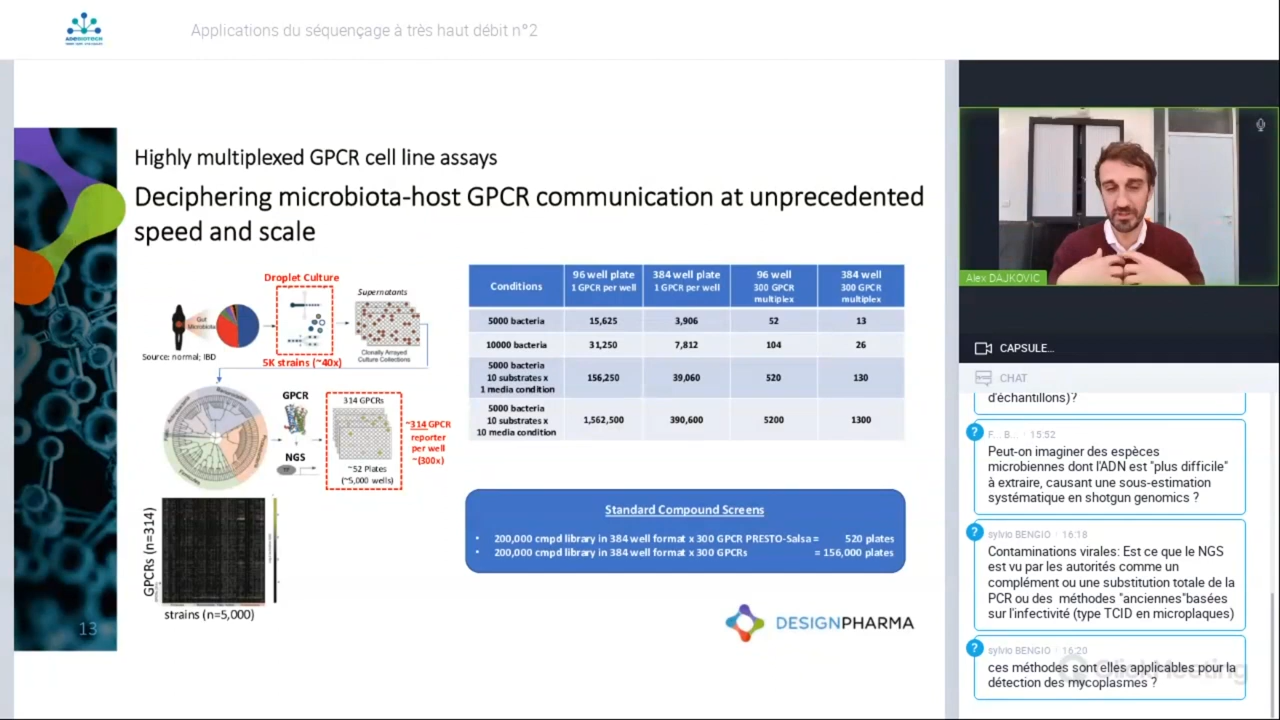 ADEBIOTECH
Applications du séquençage à très haut débit n°2
Highly multiplexed GPCR cell line assays
Deciphering microbiota-host GPCR communication at unprecedented
speed and scale
Droplet Culture
Supernatants
Gut
Microbiota
Clonally Arrayed
Culture Collections
Source: normal; IBD
5K strains (~40x)
GPCR
NGS
314 GPCRs
~52 Plates
(~5,000 wells)
~314 GPCR
reporter
per well
~(300x)
GPCRs (n=314)
strains (n=5,000)
13
Conditions 96 well plate 1 GPCR per well 384 well plate 1 GPCR per well 96 well 300 GPCR multiplex 384 well 300 GPCR multiplex
5000 bacteria 15,625 3,906 52 13
10000 bacteria 31,250 7,812 104 26
5000 bacteria 10 substrates x 1 media condition 156,250 39,060 520 130
5000 bacteria 10 substrates x 10 media condition 1,562,500 390,600 5200 1300
Standard Compound Screens
• 200,000 cmpd library in 384 well format x 300 GPCR PRESTO-Salsa = 520 plates
• 200,000 cmpd library in 384 well format x 300 GPCRs = 156,000 plates
DESIGNPHARMA
Alex DAJKOVIC
CAPSULE...
CHAT
d'échantillons)?
F... B... · 15:52
Peut-on imaginer des espèces
microbiennes dont l'ADN est "plus difficile"
à extraire, causant une sous-estimation
systématique en shotgun genomics ?
sylvio BENGIO · 16:18
Contaminations virales: Est ce que le NGS
est vu par les autorités comme un
complément ou une substitution totale de la
PCR ou des méthodes "anciennes"basées
sur l'infectivité (type TCID en microplaques)
sylvio BENGIO · 16:20
ces méthodes sont elles applicables pour la
détection des mycoplasmes ?
ClickMeeting